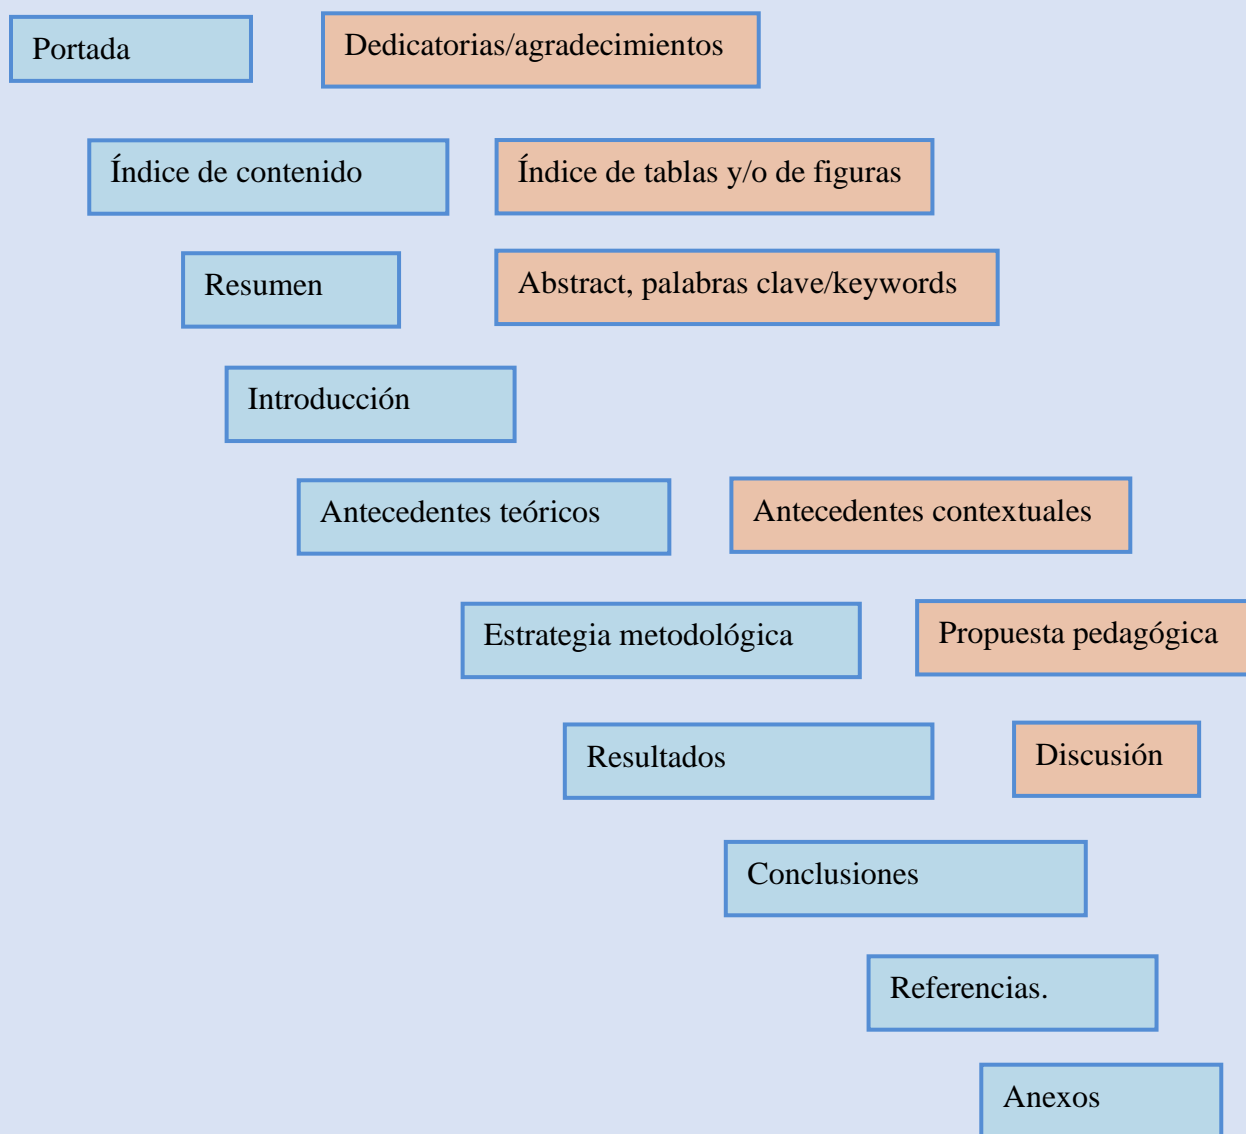 Portada
Dedicatorias/agradecimientos
Índice de contenido
Índice de tablas y/o de figuras
Resumen
Abstract, palabras clave/keywords
Introducción
Antecedentes teóricos
Antecedentes contextuales
Estrategia metodológica
Propuesta pedagógica
Resultados
Discusión
Conclusiones
Referencias.
Anexos